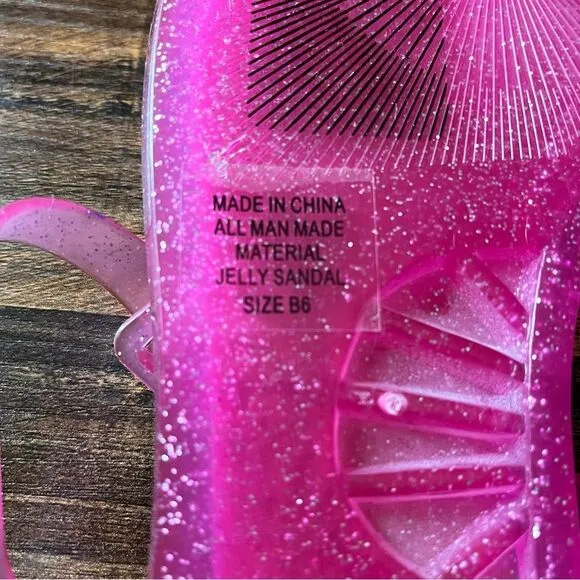 MADE IN CHINA
ALL MAN MADE
MATERIAL
JELLY SANDAL
SIZE B6